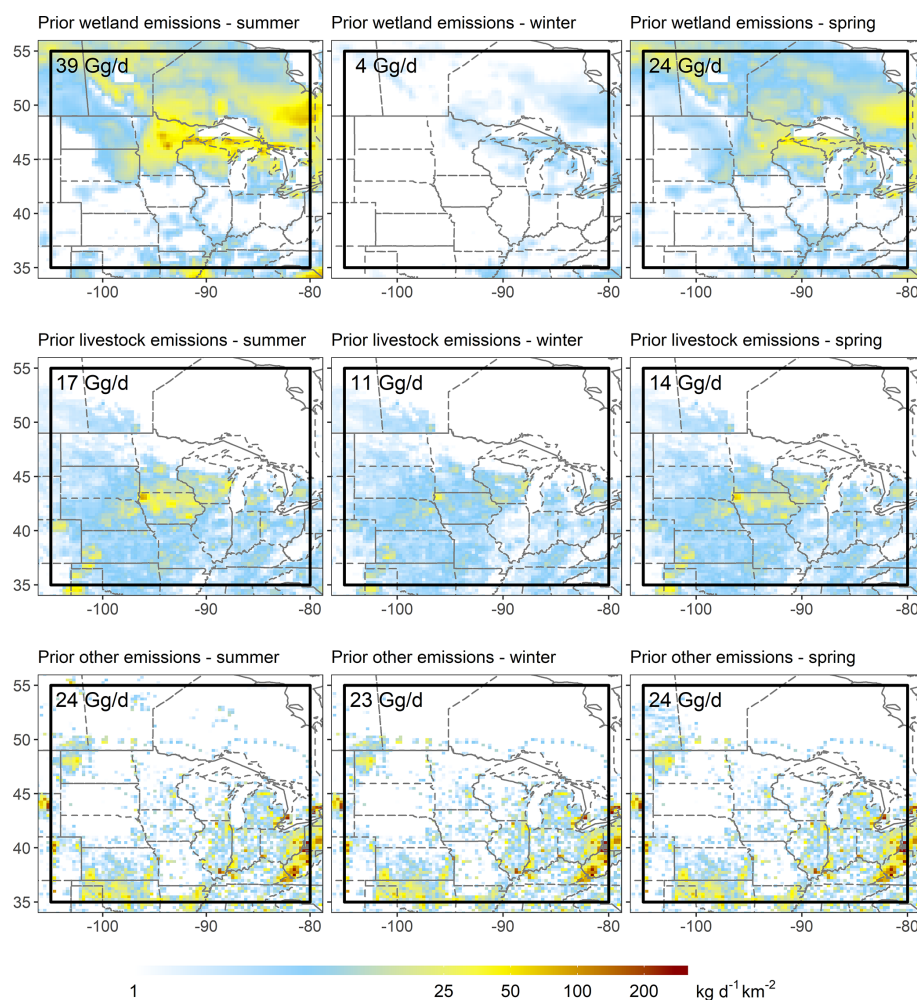 Prior wetland emissions - summer
Prior wetland emissions - winter
Prior wetland emissions - spring
55
50
45
40
35
39 Gg/d
4 Gg/d
24 Gg/d
-100
-90
-80
-100
-90
-80
-100
-90
-80
Prior livestock emissions - summer
Prior livestock emissions - winter
Prior livestock emissions - spring
55
50
45
40
35
17 Gg/d
11 Gg/d
14 Gg/d
-100
-90
-80
-100
-90
-80
-100
-90
-80
Prior other emissions - summer
Prior other emissions - winter
Prior other emissions - spring
55
50
45
40
35
24 Gg/d
23 Gg/d
24 Gg/d
-100
-90
-80
-100
-90
-80
-100
-90
-80
1 25 50 100 200 kg d⁻¹km⁻²